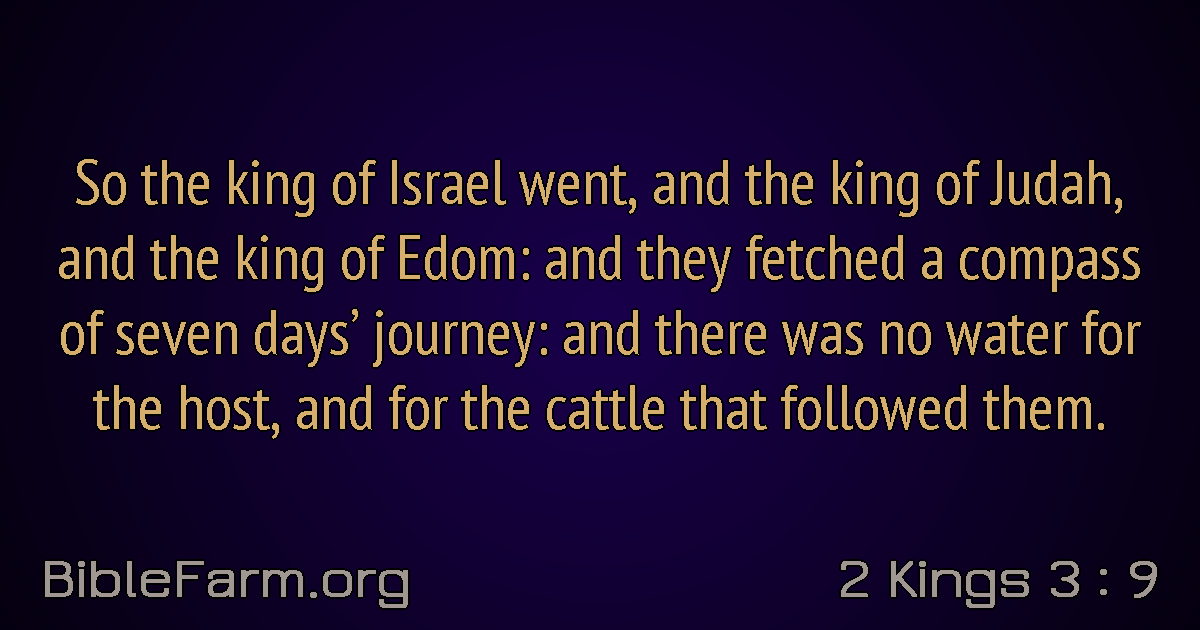 So the king of Israel went, and the king of Judah,
and the king of Edom: and they fetched a compass
of seven days’ journey: and there was no water for
the host, and for the cattle that followed them.
BibleFarm.org
2 Kings 3 : 9